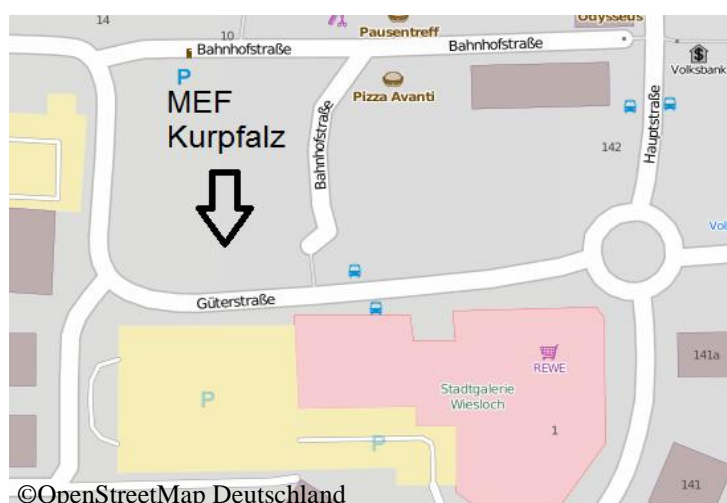 14
10
Odysseus
Pausentreff
Bahnhofstraße
Bahnhofstraße
Volksbank
P
MEF
Kurpfalz
Pizza Avanti
Bahnhofstraße
142
Hauptstraße
Vol
Güterstraße
REWE
141a
Stadtgalerie
Wiesloch
P
1
P
141
©OpenStreetMap Deutschland